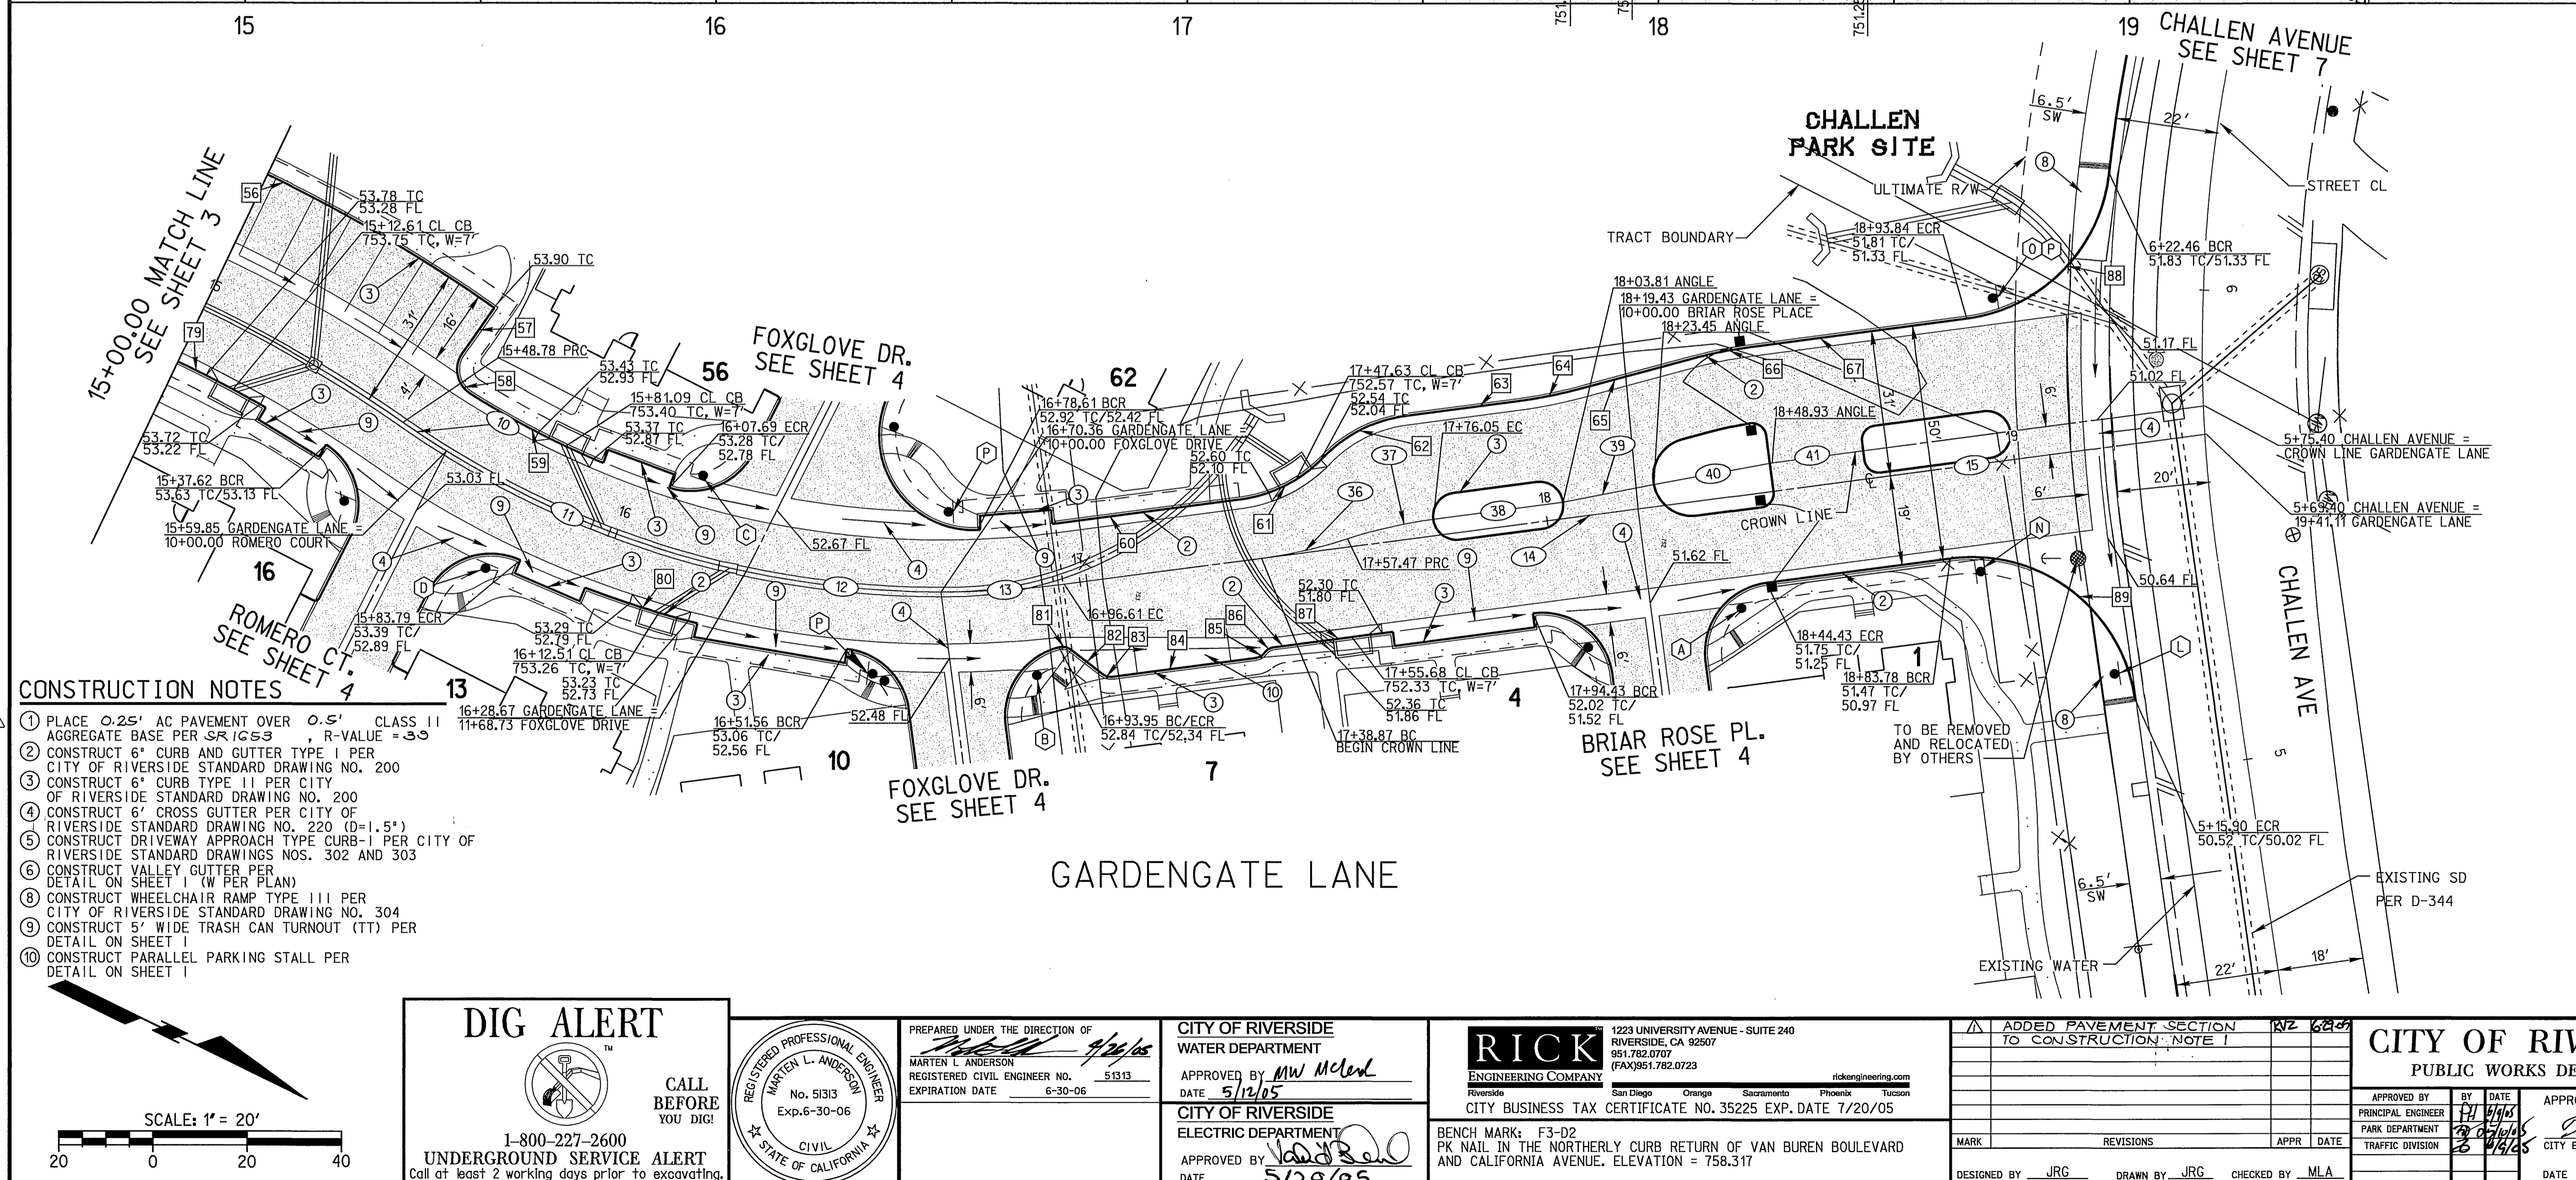 15
16
17
18
19
CHALLEN AVENUE
SEE SHEET 7
6.5'
SW
22'
STREET CL
CHALLEN
PARK SITE
ULTIMATE R/W
TRACT BOUNDARY
18+93.84 ECR
51.81 TC/
51.33 FL
6+22.46 BCR
51.83 TC/51.33 FL
15+00.00 MATCH LINE
SEE SHEET 3
53.78 TC
53.28 FL
15+12.61 CL CB
753.75 TC, W=7'
53.90 TC
31'
16'
4'
15+48.78 PRC
53.43 TC
52.93 FL
15+81.09 CL CB
753.40 TC, W=7'
53.37 TC
52.87 FL
16+07.69 ECR
53.28 TC/
52.78 FL
56
FOXGLOVE DR.
SEE SHEET 4
62
16+78.61 BCR
52.92 TC/52.42 FL
16+70.36 GARDENGATE LANE =
10+00.00 FOXGLOVE DRIVE
52.60 TC
52.10 FL
17+47.63 CL CB
752.57 TC, W=7'
52.54 TC
52.04 FL
17+76.05 EC
18+03.81 ANGLE
18+19.43 GARDENGATE LANE =
10+00.00 BRIAR ROSE PLACE
18+23.45 ANGLE
18+48.93 ANGLE
51.17 FL
51.02 FL
5+75.40 CHALLEN AVENUE =
CROWN LINE GARDENGATE LANE
5+69.40 CHALLEN AVENUE =
19+41.11 GARDENGATE LANE
20'
31'
50'
19'
6'
6'
CROWN LINE
53.72 TC
53.22 FL
15+37.62 BCR
53.63 TC/53.13 FL
15+59.85 GARDENGATE LANE =
10+00.00 ROMERO COURT
53.03 FL
52.67 FL
17+57.47 PRC
51.62 FL
50.64 FL
16
ROMERO CT.
SEE SHEET 4
15+83.79 ECR
53.39 TC/
52.89 FL
53.29 TC
52.79 FL
16+12.51 CL CB
753.26 TC, W=7'
53.23 TC
52.73 FL
13
16+28.67 GARDENGATE LANE =
11+68.73 FOXGLOVE DRIVE
16+51.56 BCR
53.06 TC/
52.56 FL
52.48 FL
10
FOXGLOVE DR.
SEE SHEET 4
16+96.61 EC
16+93.95 BC/ECR
52.84 TC/52.34 FL
7
52.30 TC
51.80 FL
17+55.68 CL CB
752.33 TC, W=7'
52.36 TC
51.86 FL
17+38.87 BC
BEGIN CROWN LINE
4
17+94.43 BCR
52.02 TC/
51.52 FL
BRIAR ROSE PL.
SEE SHEET 4
18+44.43 ECR
51.75 TC/
51.25 FL
1
18+83.78 BCR
51.47 TC/
50.97 FL
TO BE REMOVED
AND RELOCATED
BY OTHERS
CHALLEN AVE
5+15.90 ECR
50.52 TC/50.02 FL
EXISTING SD
PER D-344
6.5'
SW
EXISTING WATER
22'
18'
GARDENGATE LANE
CONSTRUCTION NOTES
1 PLACE 0.25' AC PAVEMENT OVER 0.5' CLASS II
AGGREGATE BASE PER SR1653 , R-VALUE = 39
2 CONSTRUCT 6" CURB AND GUTTER TYPE I PER
CITY OF RIVERSIDE STANDARD DRAWING NO. 200
3 CONSTRUCT 6" CURB TYPE II PER CITY
OF RIVERSIDE STANDARD DRAWING NO. 200
4 CONSTRUCT 6' CROSS GUTTER PER CITY OF
RIVERSIDE STANDARD DRAWING NO. 220 (D=1.5")
5 CONSTRUCT DRIVEWAY APPROACH TYPE CURB-I PER CITY OF
RIVERSIDE STANDARD DRAWINGS NOS. 302 AND 303
6 CONSTRUCT VALLEY GUTTER PER
DETAIL ON SHEET I (W PER PLAN)
8 CONSTRUCT WHEELCHAIR RAMP TYPE III PER
CITY OF RIVERSIDE STANDARD DRAWING NO. 304
9 CONSTRUCT 5' WIDE TRASH CAN TURNOUT (TT) PER
DETAIL ON SHEET I
10 CONSTRUCT PARALLEL PARKING STALL PER
DETAIL ON SHEET I
SCALE: 1" = 20'
20 0 20 40
DIG ALERT
TM
CALL
BEFORE
YOU DIG!
1-800-227-2600
UNDERGROUND SERVICE ALERT
Call at least 2 working days prior to excavating.
REGISTERED PROFESSIONAL ENGINEER
MARTEN L. ANDERSON
No. 51313
Exp.6-30-06
CIVIL
STATE OF CALIFORNIA
PREPARED UNDER THE DIRECTION OF
4/26/05
MARTEN L ANDERSON
REGISTERED CIVIL ENGINEER NO. 51313
EXPIRATION DATE 6-30-06
CITY OF RIVERSIDE
WATER DEPARTMENT
APPROVED BY MW McLeod
DATE 5/12/05
CITY OF RIVERSIDE
ELECTRIC DEPARTMENT
APPROVED BY
DATE
RICK
ENGINEERING COMPANY
1223 UNIVERSITY AVENUE - SUITE 240
RIVERSIDE, CA 92507
951.782.0707
(FAX)951.782.0723
rickengineering.com
Riverside San Diego Orange Sacramento Phoenix Tucson
CITY BUSINESS TAX CERTIFICATE NO. 35225 EXP. DATE 7/20/05
BENCH MARK: F3-D2
PK NAIL IN THE NORTHERLY CURB RETURN OF VAN BUREN BOULEVARD
AND CALIFORNIA AVENUE. ELEVATION = 758.317
ADDED PAVEMENT SECTION
TO CONSTRUCTION NOTE 1
MARK REVISIONS APPR DATE
DESIGNED BY JRG DRAWN BY JRG CHECKED BY MLA
CITY OF RIV
PUBLIC WORKS DE
APPROVED BY BY DATE
PRINCIPAL ENGINEER
PARK DEPARTMENT
TRAFFIC DIVISION
APPR
CITY E
DATE